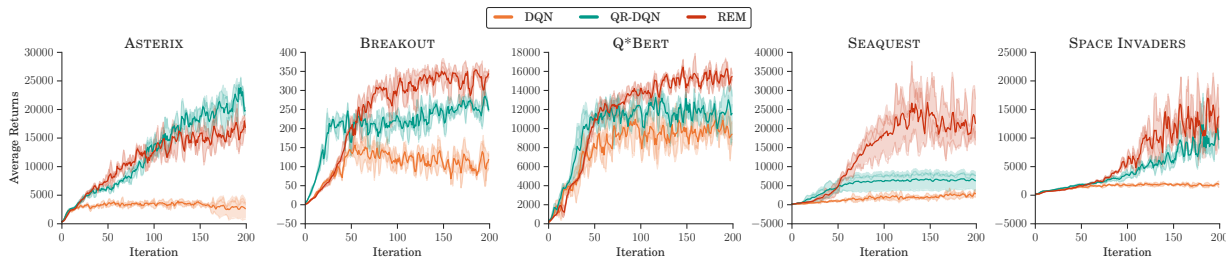 DQN QR-DQN REM
ASTERIX
Average Returns
30000
25000
20000
15000
10000
5000
0
0 50 100 150 200
Iteration
BREAKOUT
400
350
300
250
200
150
100
50
0
−50
0 50 100 150 200
Iteration
Q*BERT
18000
16000
14000
12000
10000
8000
6000
4000
2000
0
0 50 100 150 200
Iteration
SEAQUEST
40000
35000
30000
25000
20000
15000
10000
5000
0
−5000
0 50 100 150 200
Iteration
SPACE INVADERS
25000
20000
15000
10000
5000
0
−5000
0 50 100 150 200
Iteration